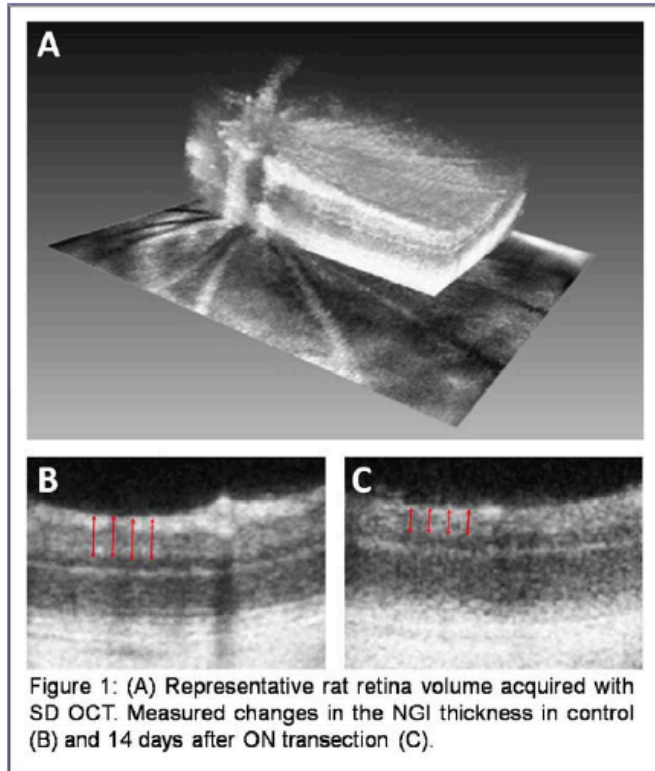 A
B
C
Figure 1: (A) Representative rat retina volume acquired with
SD OCT. Measured changes in the NGI thickness in control
(B) and 14 days after ON transection (C).